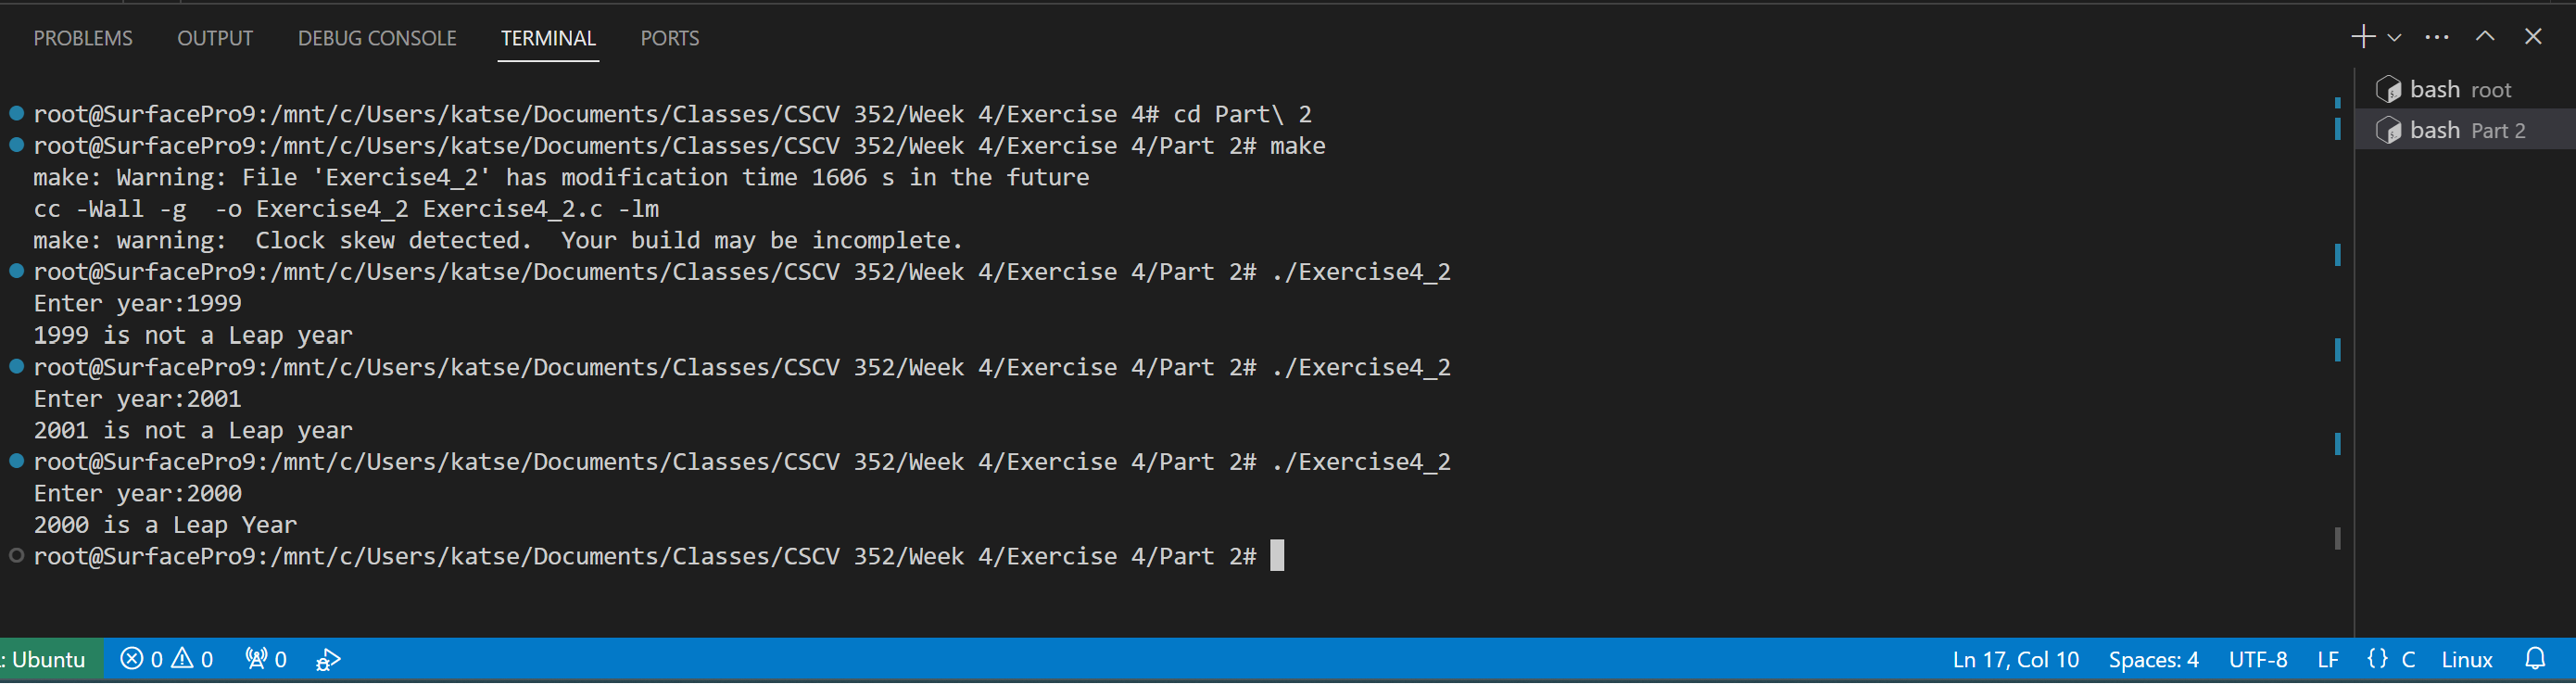 PROBLEMS OUTPUT DEBUG CONSOLE TERMINAL PORTS
root@SurfacePro9:/mnt/c/Users/katse/Documents/Classes/CSCV 352/Week 4/Exercise 4# cd Part\ 2
root@SurfacePro9:/mnt/c/Users/katse/Documents/Classes/CSCV 352/Week 4/Exercise 4/Part 2# make
make: Warning: File 'Exercise4_2' has modification time 1606 s in the future
cc -Wall -g  -o Exercise4_2 Exercise4_2.c -lm
make: warning:  Clock skew detected.  Your build may be incomplete.
root@SurfacePro9:/mnt/c/Users/katse/Documents/Classes/CSCV 352/Week 4/Exercise 4/Part 2# ./Exercise4_2
Enter year:1999
1999 is not a Leap year
root@SurfacePro9:/mnt/c/Users/katse/Documents/Classes/CSCV 352/Week 4/Exercise 4/Part 2# ./Exercise4_2
Enter year:2001
2001 is not a Leap year
root@SurfacePro9:/mnt/c/Users/katse/Documents/Classes/CSCV 352/Week 4/Exercise 4/Part 2# ./Exercise4_2
Enter year:2000
2000 is a Leap Year
root@SurfacePro9:/mnt/c/Users/katse/Documents/Classes/CSCV 352/Week 4/Exercise 4/Part 2#
bash root
bash Part 2
: Ubuntu 0 0 0 Ln 17, Col 10 Spaces: 4 UTF-8 LF {} C Linux